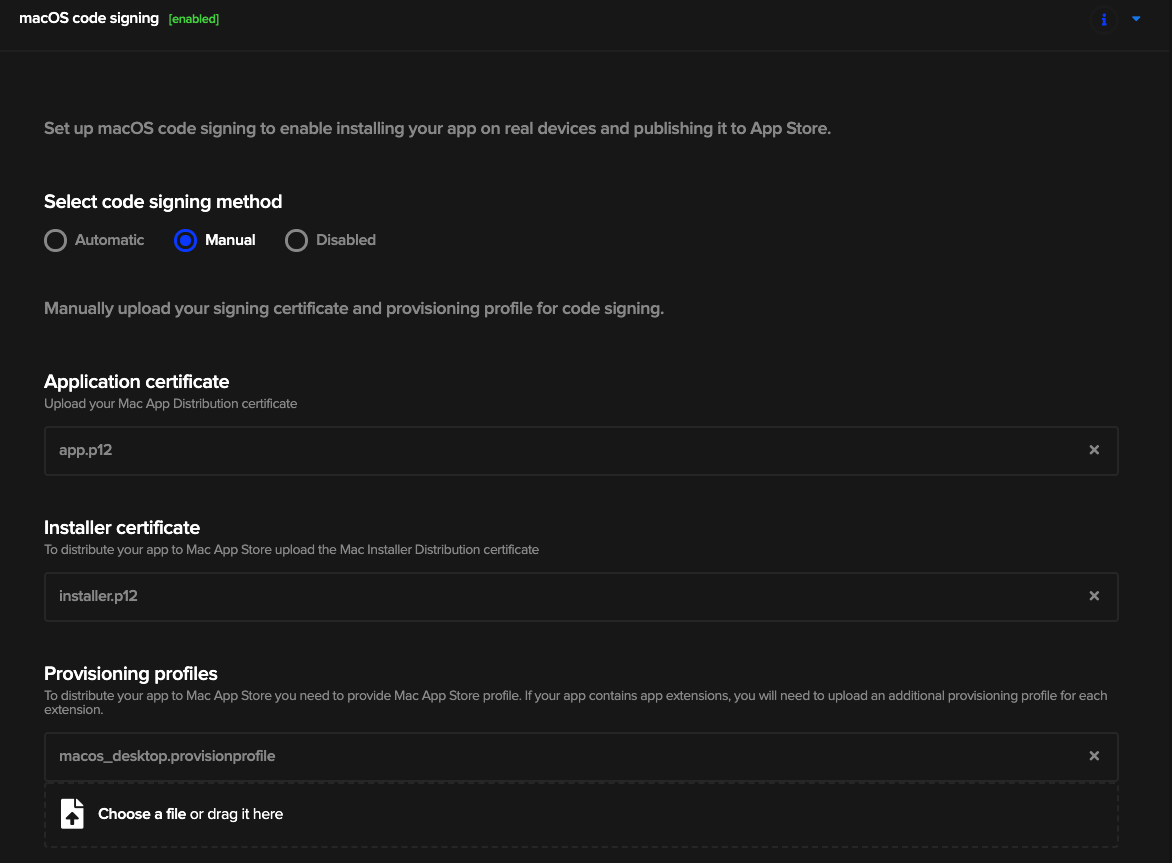 macOS code signing [enabled]
Set up macOS code signing to enable installing your app on real devices and publishing it to App Store.
Select code signing method
Automatic Manual Disabled
Manually upload your signing certificate and provisioning profile for code signing.
Application certificate
Upload your Mac App Distribution certificate
app.p12
Installer certificate
To distribute your app to Mac App Store upload the Mac Installer Distribution certificate
installer.p12
Provisioning profiles
To distribute your app to Mac App Store you need to provide Mac App Store profile. If your app contains app extensions, you will need to upload an additional provisioning profile for each
extension.
macos_desktop.provisionprofile
Choose a file or drag it here